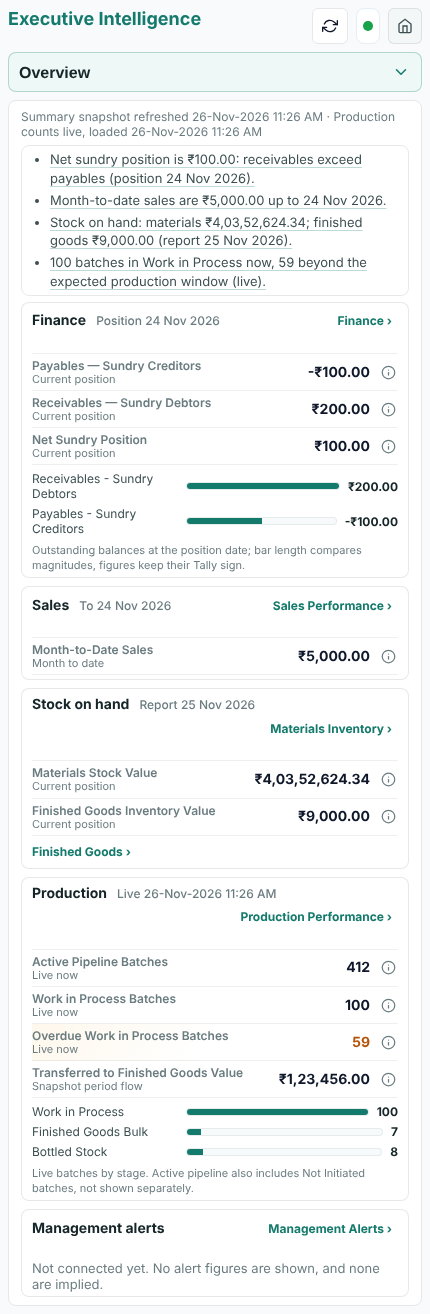 Executive Intelligence
Overview
Summary snapshot refreshed 26-Nov-2026 11:26 AM · Production
counts live, loaded 26-Nov-2026 11:26 AM
• Net sundry position is ₹100.00: receivables exceed
payables (position 24 Nov 2026).
• Month-to-date sales are ₹5,000.00 up to 24 Nov 2026.
• Stock on hand: materials ₹4,03,52,624.34; finished
goods ₹9,000.00 (report 25 Nov 2026).
• 100 batches in Work in Process now, 59 beyond the
expected production window (live).
Finance Position 24 Nov 2026 Finance ›
Payables — Sundry Creditors
Current position
-₹100.00
Receivables — Sundry Debtors
Current position
₹200.00
Net Sundry Position
Current position
₹100.00
Receivables - Sundry
Debtors
₹200.00
Payables - Sundry
Creditors
-₹100.00
Outstanding balances at the position date; bar length compares
magnitudes, figures keep their Tally sign.
Sales To 24 Nov 2026 Sales Performance ›
Month-to-Date Sales
Month to date
₹5,000.00
Stock on hand Report 25 Nov 2026
Materials Inventory ›
Materials Stock Value
Current position
₹4,03,52,624.34
Finished Goods Inventory Value
Current position
₹9,000.00
Finished Goods ›
Production Live 26-Nov-2026 11:26 AM
Production Performance ›
Active Pipeline Batches
Live now
412
Work in Process Batches
Live now
100
Overdue Work in Process Batches
Live now
59
Transferred to Finished Goods Value
Snapshot period flow
₹1,23,456.00
Work in Process 100
Finished Goods Bulk 7
Bottled Stock 8
Live batches by stage. Active pipeline also includes Not Initiated
batches, not shown separately.
Management alerts Management Alerts ›
Not connected yet. No alert figures are shown, and none
are implied.